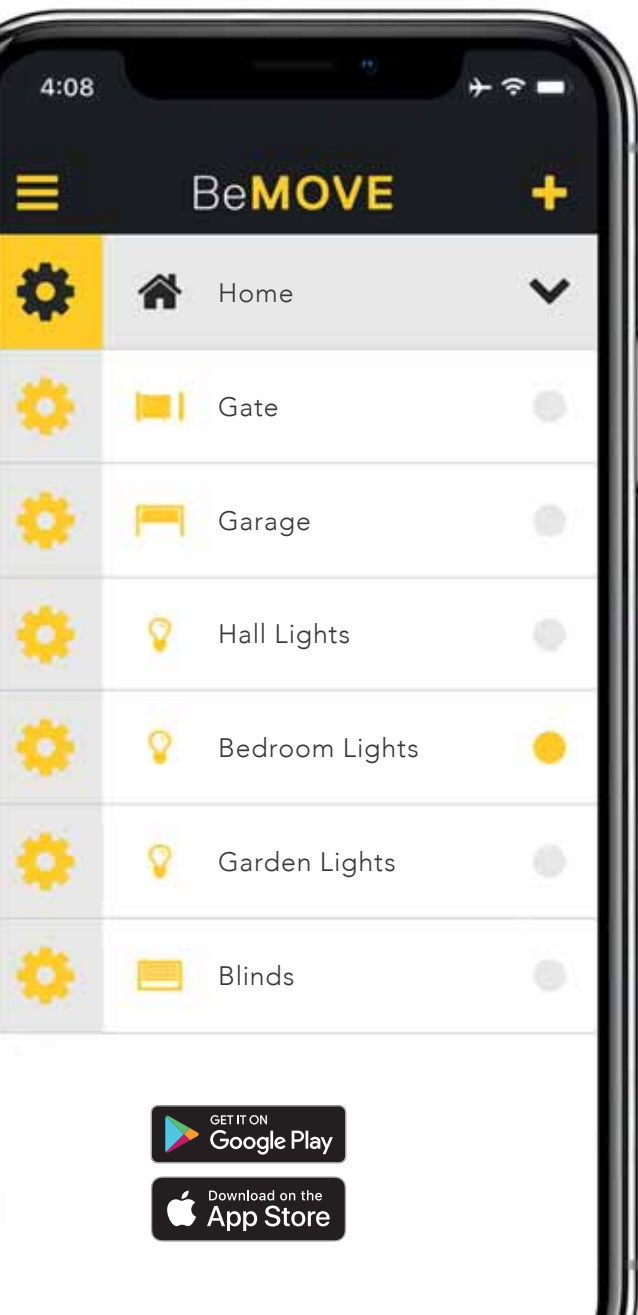 4:08
BeMOVE
Home
Gate
Garage
Hall Lights
Bedroom Lights
Garden Lights
Blinds
GET IT ON
Google Play
Download on the
App Store